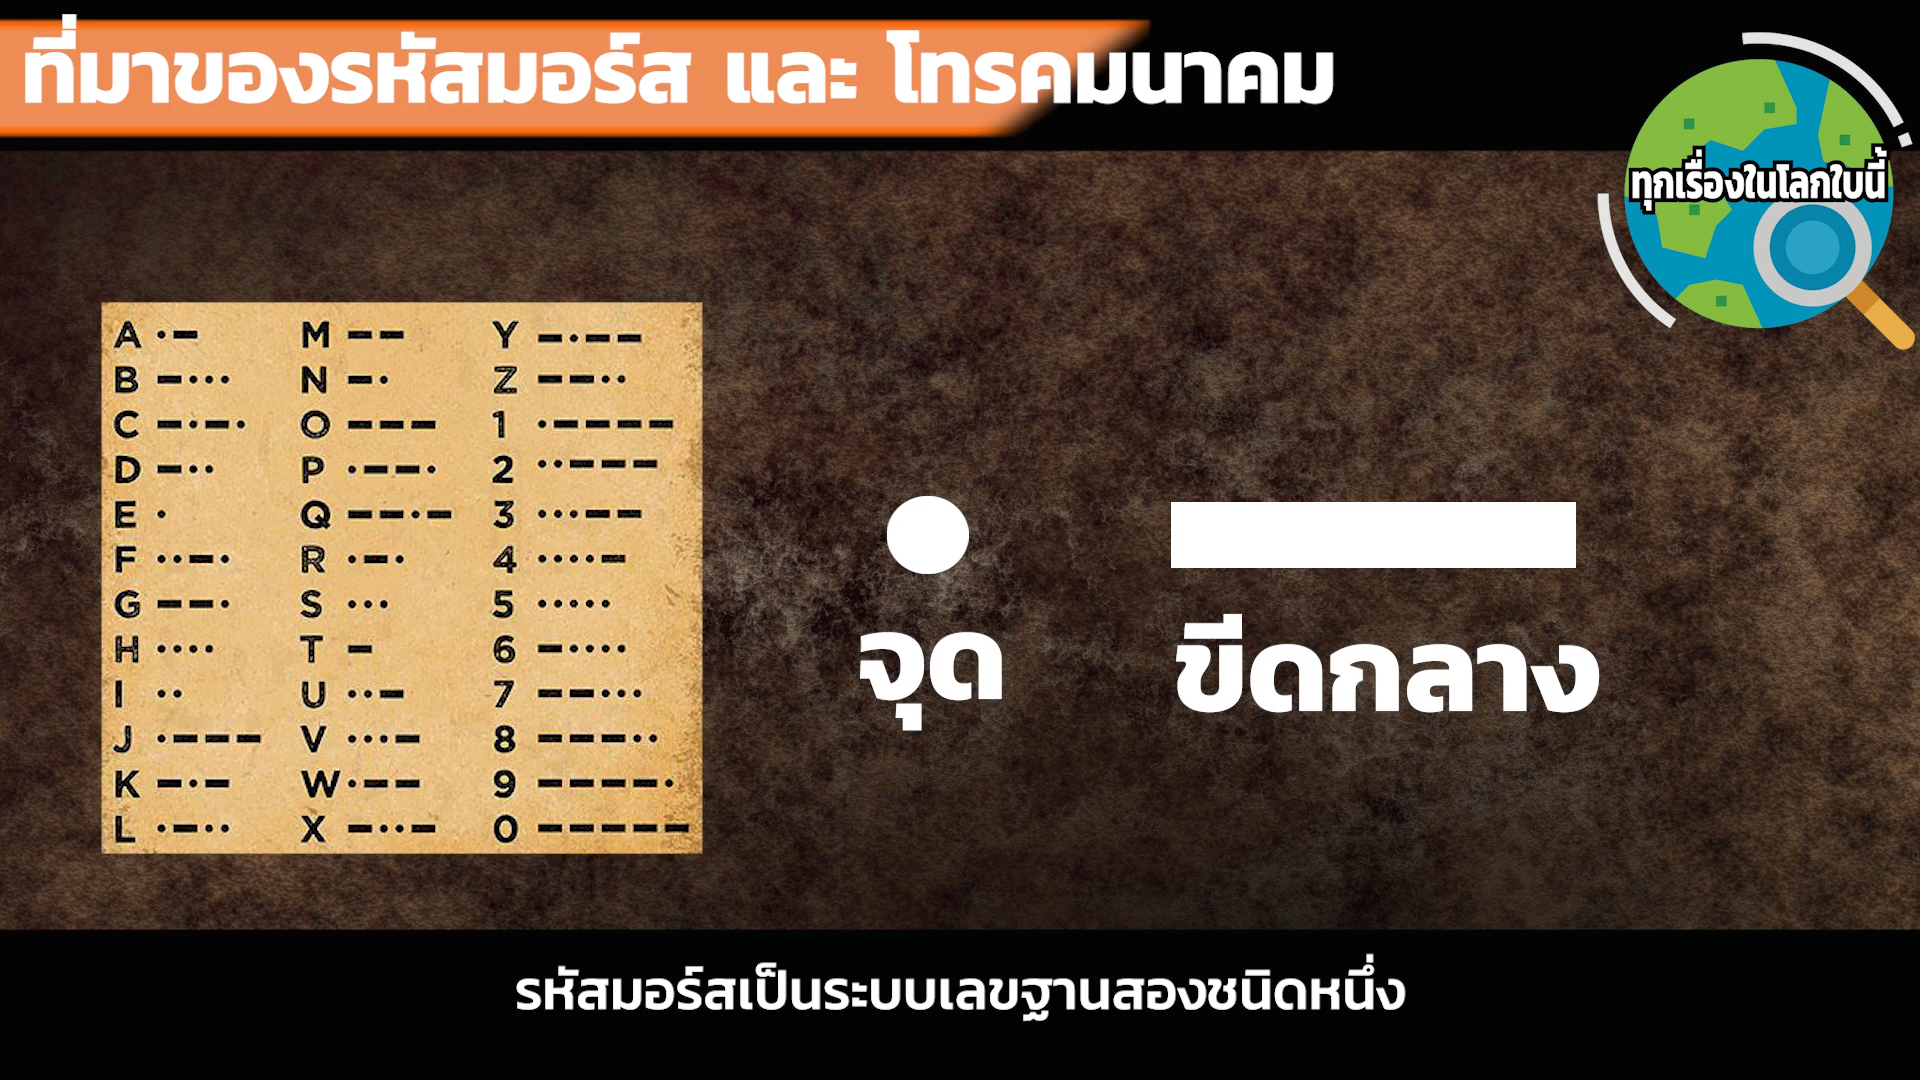 ที่มาของรหัสมอร์ส และ โทรคมนาคม
ทุกเรื่องในโลกใบนี้
A ·– M –– Y –·––
B –··· N –· Z ––··
C –·–· O ––– 1 ·––––
D –·· P ·––· 2 ··–––
E · Q ––·– 3 ···––
F ··–· R ·–· 4 ····–
G ––· S ··· 5 ·····
H ···· T – 6 –····
I ·· U ··– 7 ––···
J ·––– V ···– 8 –––··
K –·– W ·–– 9 ––––·
L ·–·· X –··– 0 –––––
จุด ขีดกลาง
รหัสมอร์สเป็นระบบเลขฐานสองชนิดหนึ่ง